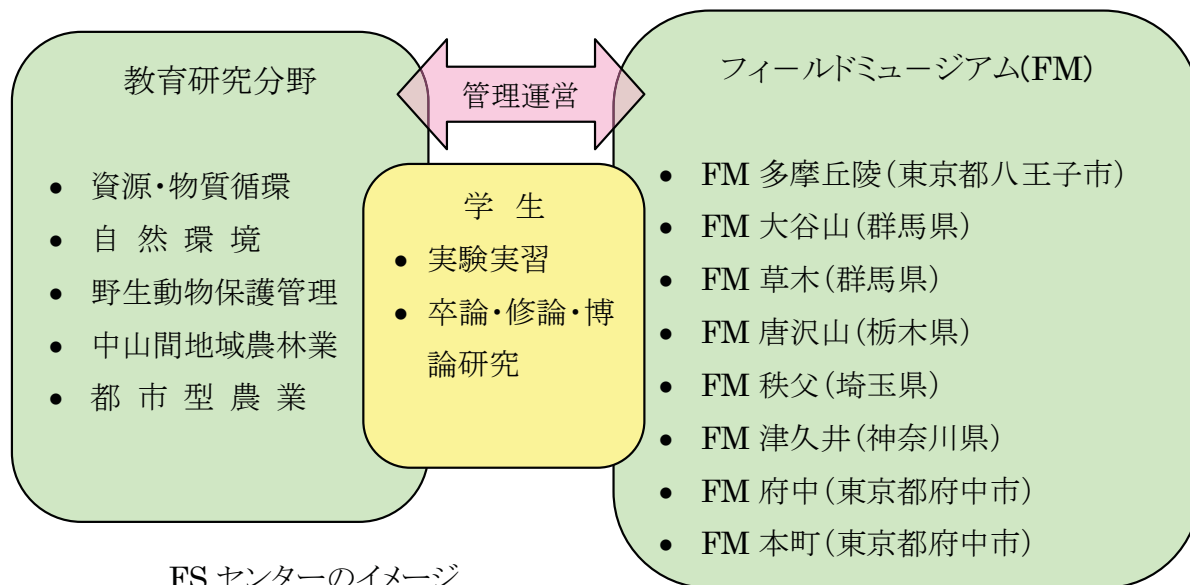 教育研究分野
• 資源・物質循環
• 自 然 環 境
• 野生動物保護管理
• 中山間地域農林業
• 都 市 型 農 業
管理運営
学 生
• 実験実習
• 卒論・修論・博
論研究
フィールドミュージアム(FM)
• FM 多摩丘陵(東京都八王子市)
• FM 大谷山(群馬県)
• FM 草木(群馬県)
• FM 唐沢山(栃木県)
• FM 秩父(埼玉県)
• FM 津久井(神奈川県)
• FM 府中(東京都府中市)
• FM 本町(東京都府中市)
FS センターのイメージ